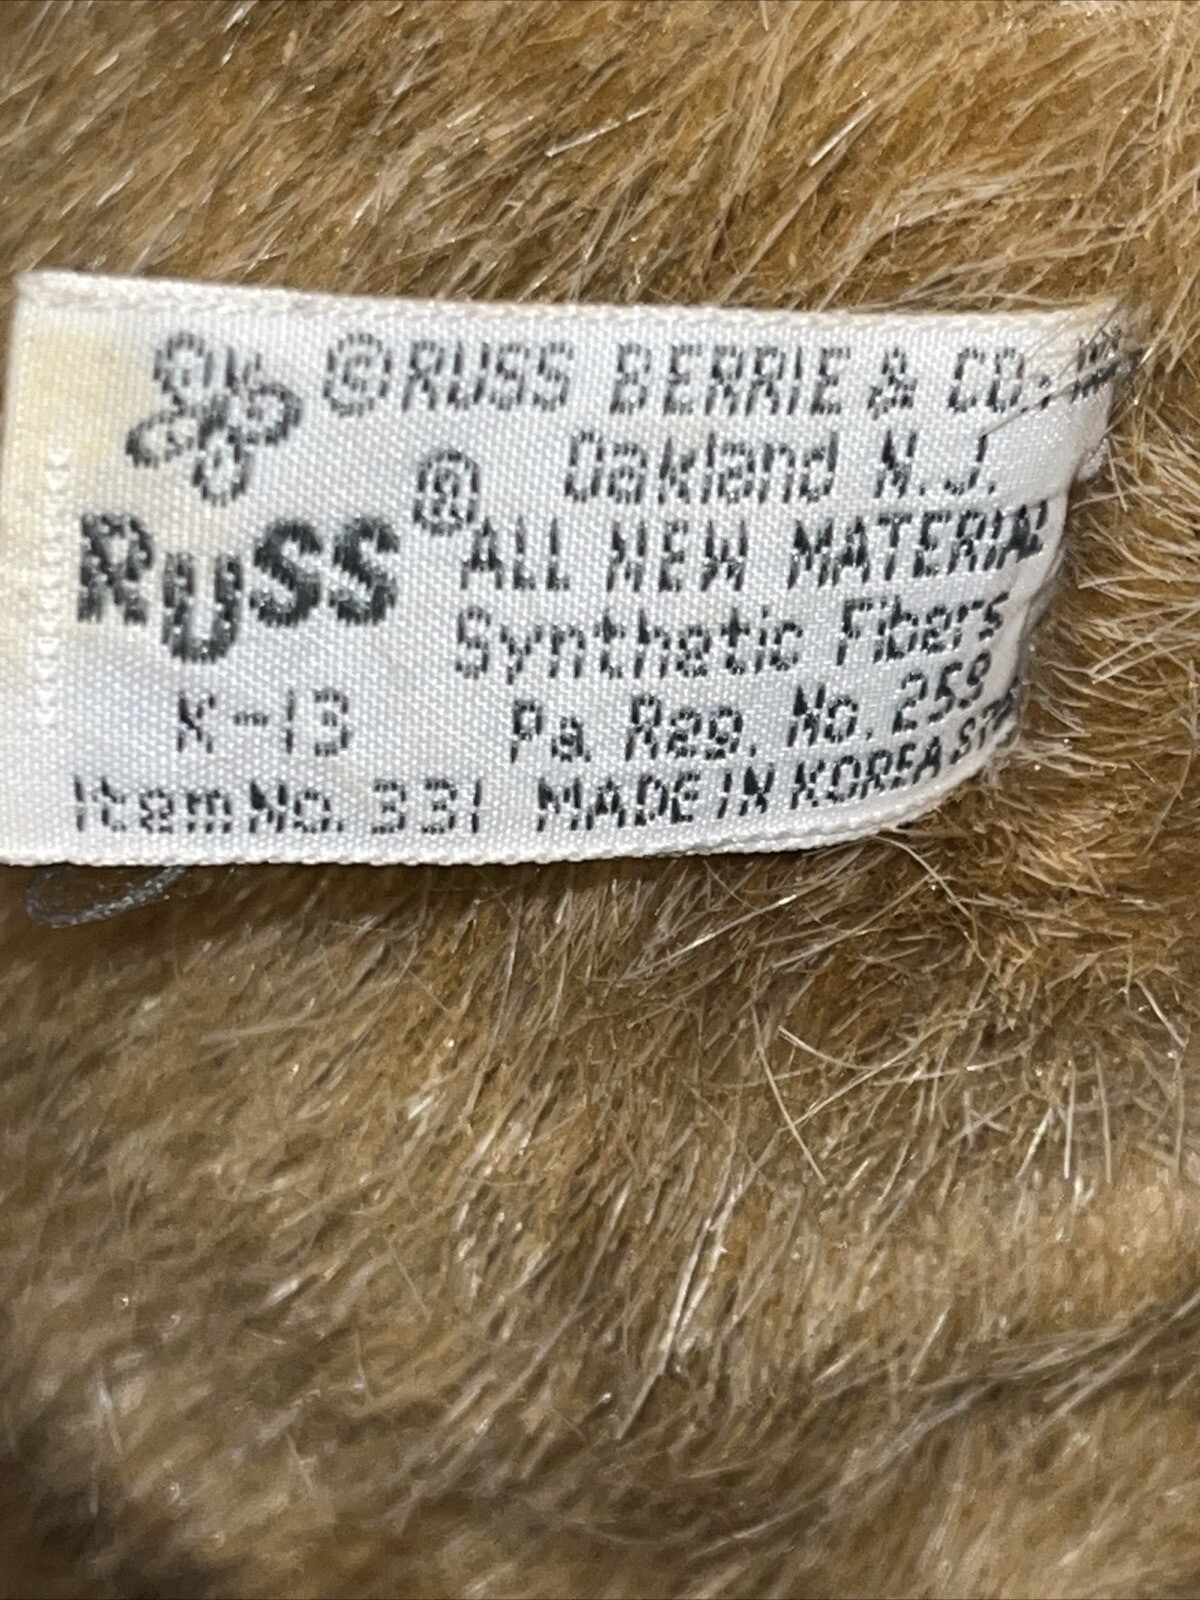 ©RUSS BERRIE & CO., INC.
Oakland N.J.
RUSS®
ALL NEW MATERIAL
Synthetic Fibers
K-13
Pa. Reg. No. 259
Item No. 331
MADE IN KOREA